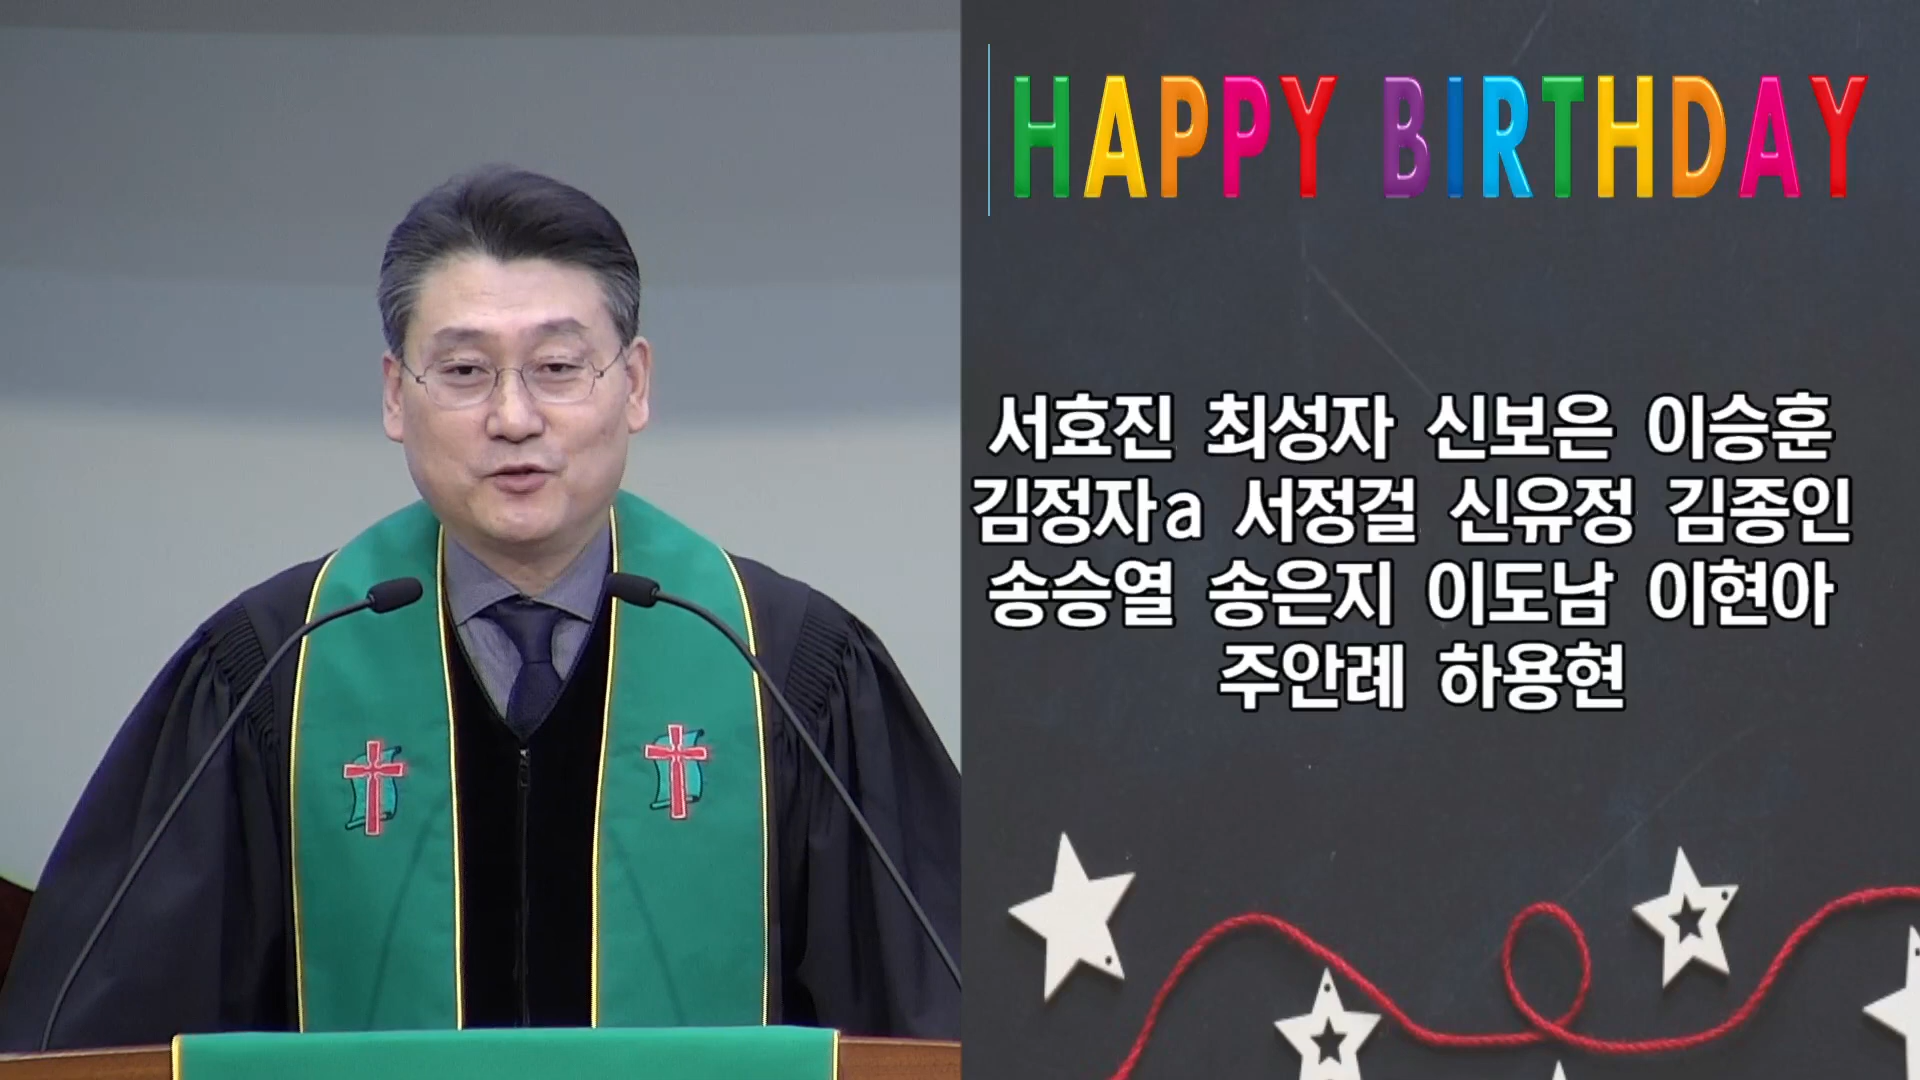 HAPPY BIRTHDAY
서효진 최성자 신보은 이승훈
김정자a 서정걸 신유정 김종인
송승열 송은지 이도남 이현아
주안례 하용현